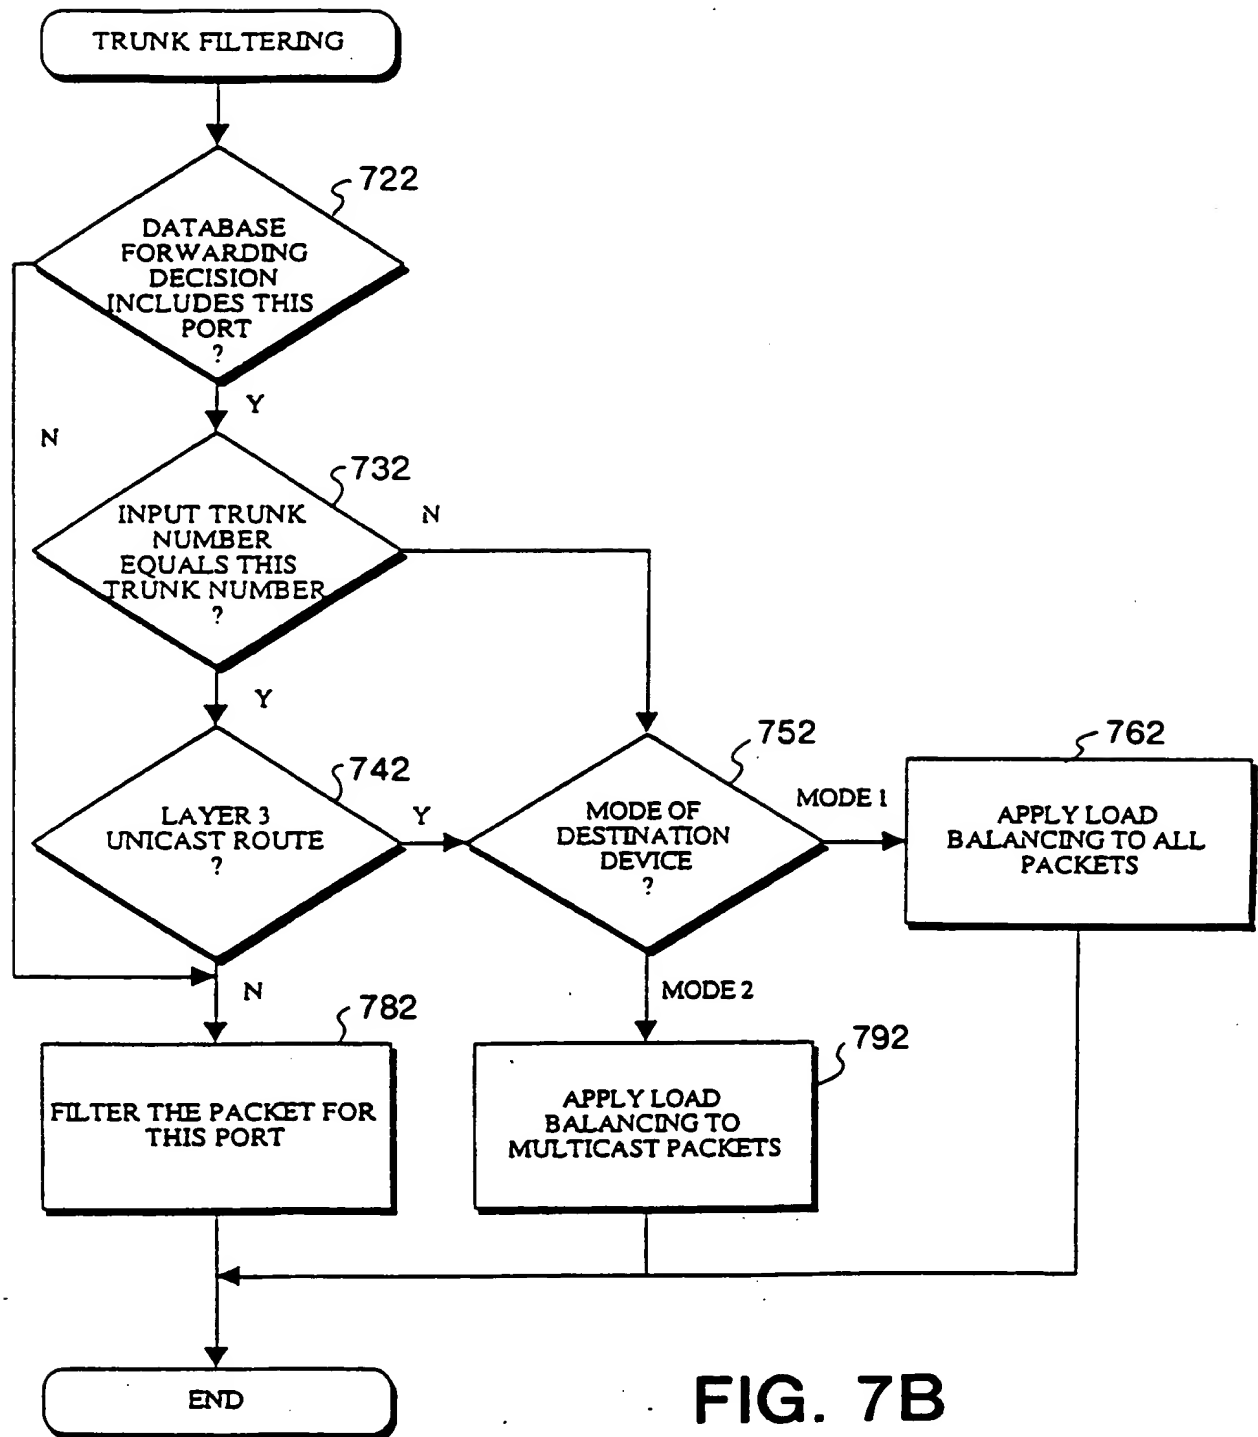 TRUNK FILTERING
722
DATABASE
FORWARDING
DECISION
INCLUDES THIS
PORT
?
Y
N
732
INPUT TRUNK
NUMBER
EQUALS THIS
TRUNK NUMBER
?
N
Y
742
LAYER 3
UNICAST ROUTE
?
Y
N
752
MODE OF
DESTINATION
DEVICE
?
MODE 1
MODE 2
762
APPLY LOAD
BALANCING TO ALL
PACKETS
782
FILTER THE PACKET FOR
THIS PORT
792
APPLY LOAD
BALANCING TO
MULTICAST PACKETS
END
FIG. 7B